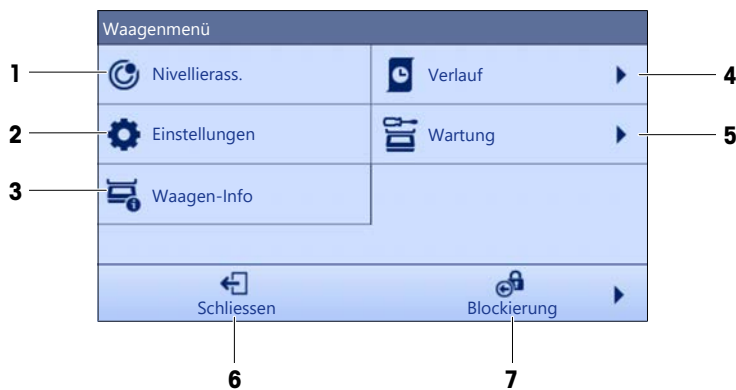 Waagenmenü
1 Nivellierass. Verlauf 4
2 Einstellungen Wartung 5
3 Waagen-Info
Schliessen Blockierung
6 7